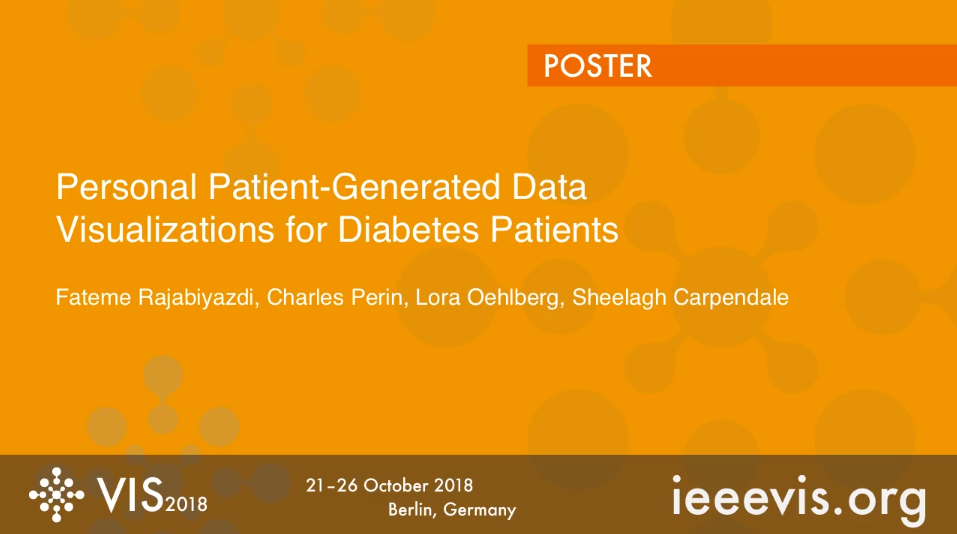 POSTER
Personal Patient-Generated Data
Visualizations for Diabetes Patients
Fateme Rajabiyazdi, Charles Perin, Lora Oehlberg, Sheelagh Carpendale
VIS2018
21–26 October 2018
Berlin, Germany
ieeevis.org